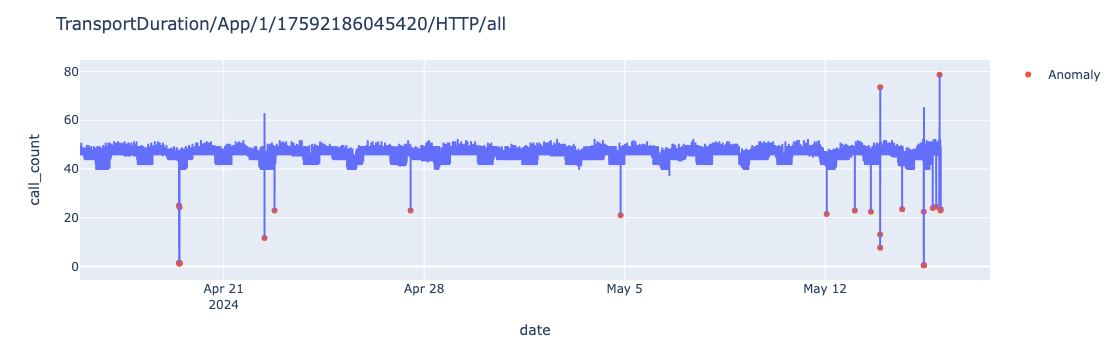 TransportDuration/App/1/17592186045420/HTTP/all
80
60
40
20
0
call_count
Apr 21
2024
Apr 28
May 5
May 12
date
Anomaly